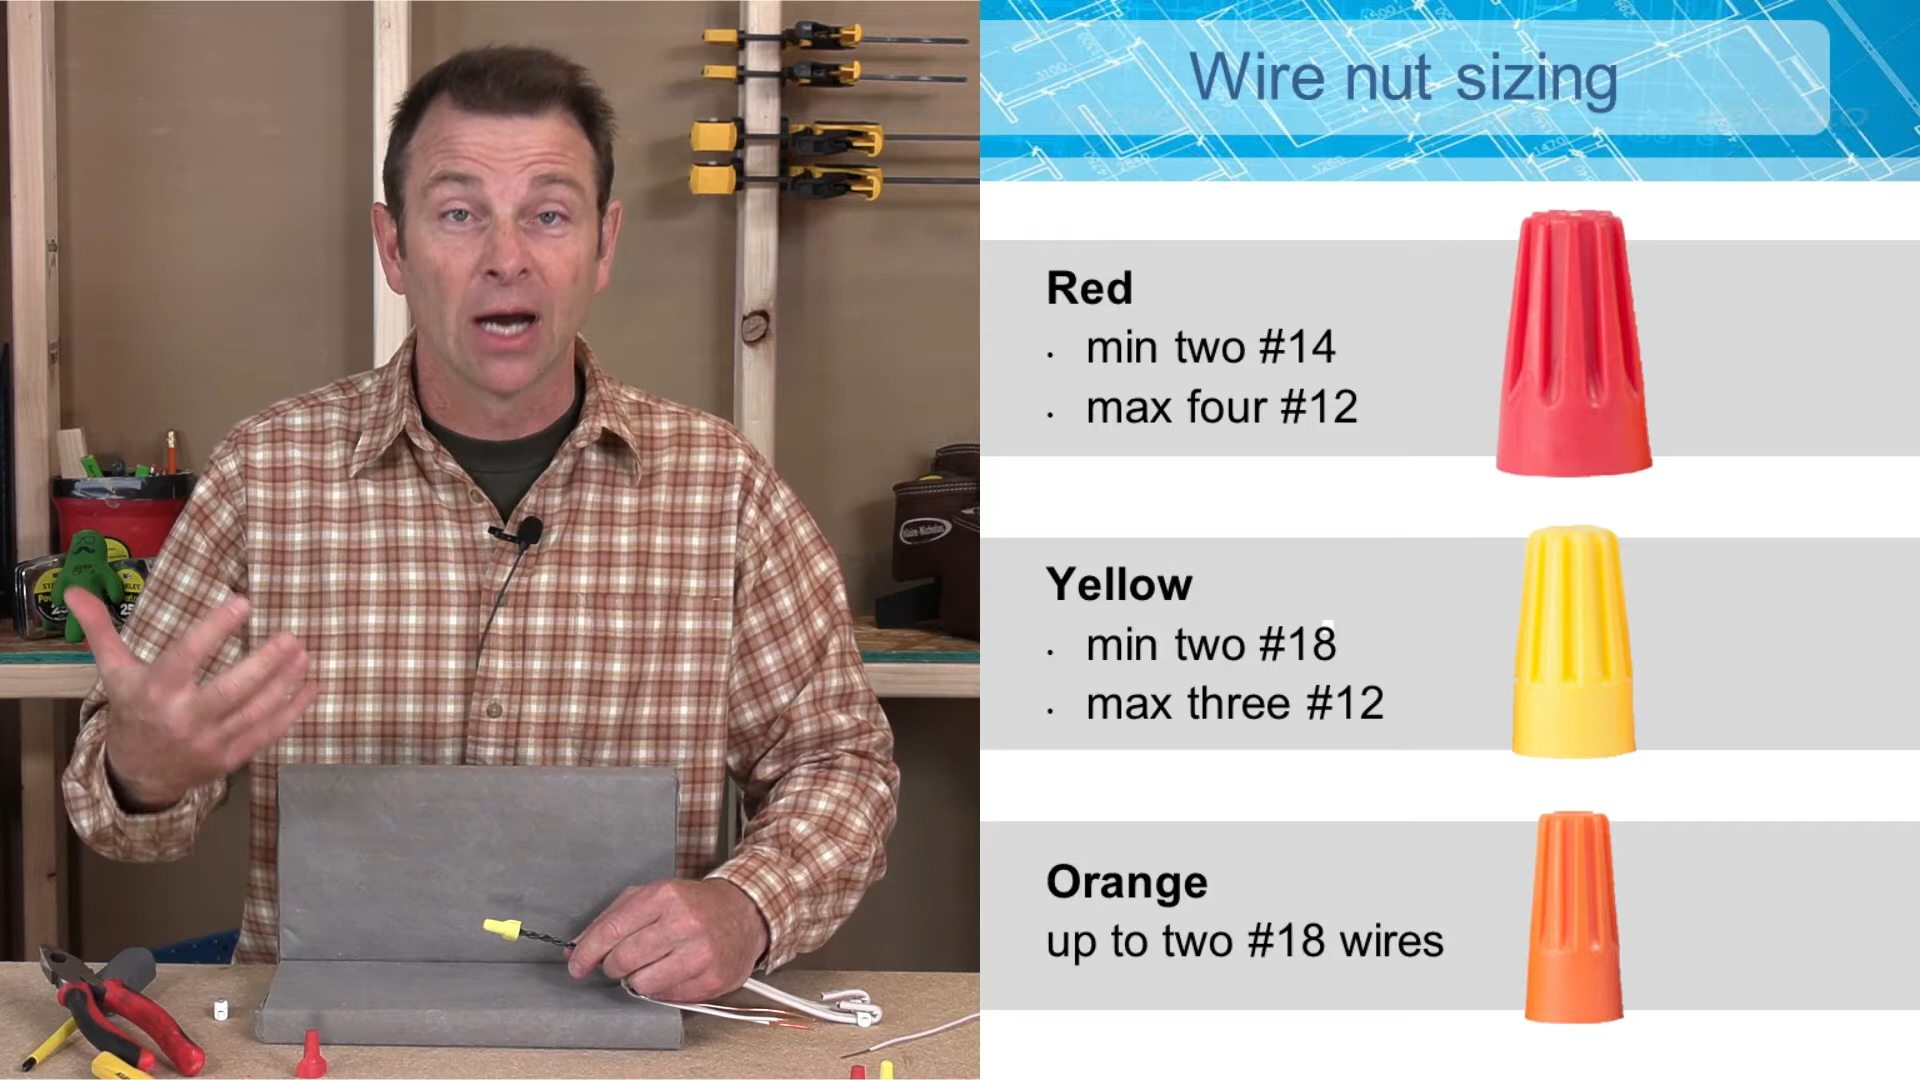 Wire nut sizing
Red
· min two #14
· max four #12
Yellow
· min two #18
· max three #12
Orange
up to two #18 wires